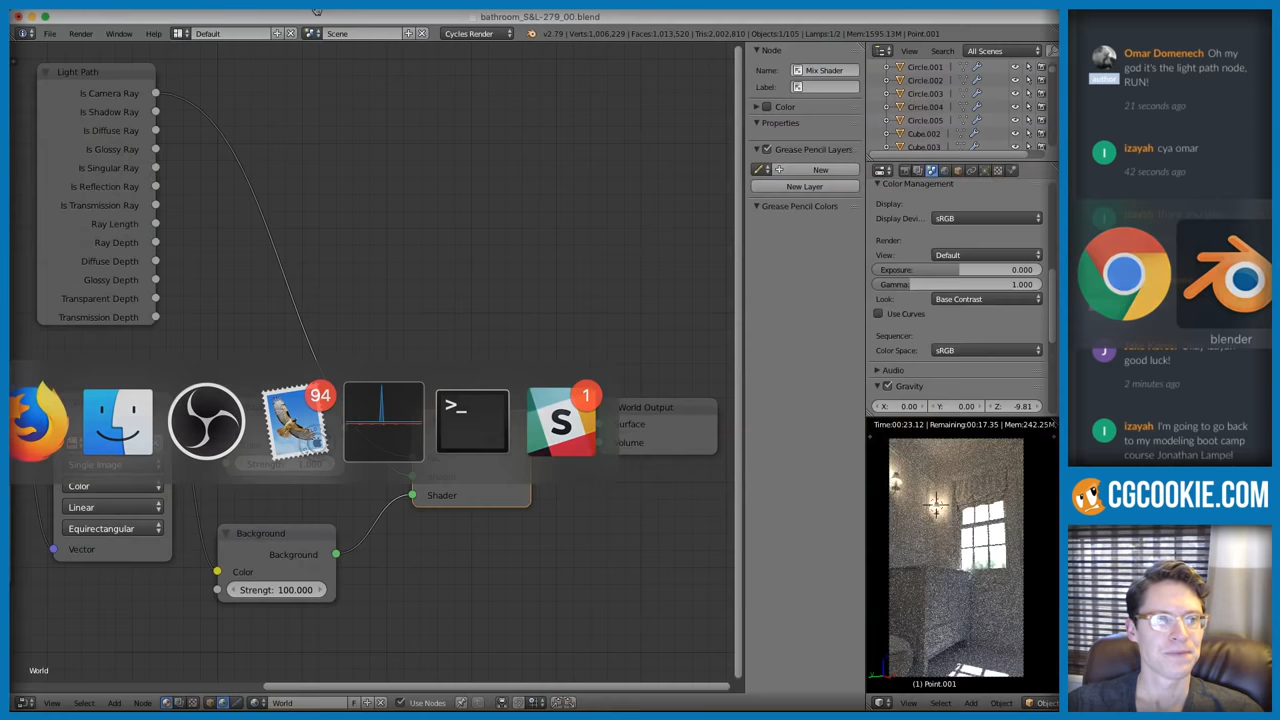 bathroom_S&L-279_00.blend
File Render Window Help Default Scene Cycles Render v2.79 | Verts:1,006,229 | Faces:1,013,520 | Tris:2,002,810 | Objects:1/105 | Lamps:1/2 | Mem:1595.13M | Point.001
Light Path
Is Camera Ray
Is Shadow Ray
Is Diffuse Ray
Is Glossy Ray
Is Singular Ray
Is Reflection Ray
Is Transmission Ray
Ray Length
Ray Depth
Diffuse Depth
Glossy Depth
Transparent Depth
Transmission Depth
94
>_
S
1
World Output
Surface
Volume
Single Image
Color
Linear
Equirectangular
Vector
Strength: 1.000
Shader
Background
Background
Color
Strengt: 100.000
World
View Select Add Node World F Use Nodes
Node
Name: Mix Shader
Label:
Color
Properties
Grease Pencil Layers
New
New Layer
Grease Pencil Colors
View Search All Scenes
Circle.001
Circle.002
Circle.003
Circle.004
Circle.005
Cube.002
Cube.003
Color Management
Display:
Display Devi... sRGB
Render:
View: Default
Exposure: 0.000
Gamma: 1.000
Look: Base Contrast
Use Curves
Sequencer:
Color Space: sRGB
Audio
Gravity
X: 0.00 Y: 0.00 Z: -9.81
Time:00:23.12 | Remaining:00:17.35 | Mem:242.25M
(1) Point.001
View Select Add Object Object
Omar Domenech Oh my
god it's the light path node,
RUN!
author
21 seconds ago
I
izayah cya omar
42 seconds ago
blender
good luck!
2 minutes ago
I
izayah I'm going to go back
to my modeling boot camp
course Jonathan Lampel
CGCOOKIE.COM